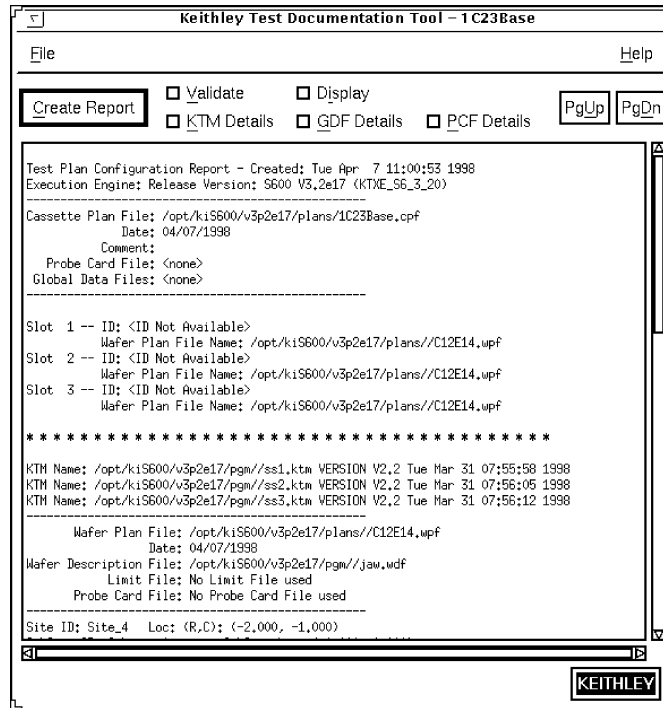 Keithley Test Documentation Tool – 1C23Base
File Help
Create Report Validate Display PgUp PgDn
KTM Details GDF Details PCF Details
Test Plan Configuration Report - Created: Tue Apr 7 11:00:53 1998
Execution Engine: Release Version: S600 V3.2e17 (KTXE_S6_3_20)
--------------------------------------------------
Cassette Plan File: /opt/kiS600/v3p2e17/plans/1C23Base.cpf
Date: 04/07/1998
Comment:
Probe Card File: <none>
Global Data Files: <none>
--------------------------------------------------
Slot 1 -- ID: <ID Not Available>
Wafer Plan File Name: /opt/kiS600/v3p2e17/plans//C12E14.wpf
Slot 2 -- ID: <ID Not Available>
Wafer Plan File Name: /opt/kiS600/v3p2e17/plans//C12E14.wpf
Slot 3 -- ID: <ID Not Available>
Wafer Plan File Name: /opt/kiS600/v3p2e17/plans//C12E14.wpf
* * * * * * * * * * * * * * * * * * * * * * * * * * * * * * * * * * * * * * *
KTM Name: /opt/kiS600/v3p2e17/pgm//ss1.ktm VERSION V2.2 Tue Mar 31 07:55:58 1998
KTM Name: /opt/kiS600/v3p2e17/pgm//ss2.ktm VERSION V2.2 Tue Mar 31 07:56:05 1998
KTM Name: /opt/kiS600/v3p2e17/pgm//ss3.ktm VERSION V2.2 Tue Mar 31 07:56:12 1998
--------------------------------------------------
Wafer Plan File: /opt/kiS600/v3p2e17/plans//C12E14.wpf
Date: 04/07/1998
Wafer Description File: /opt/kiS600/v3p2e17/pgm//jaw.wdf
Limit File: No Limit File used
Probe Card File: No Probe Card File used
--------------------------------------------------
Site ID: Site_4 Loc: (R,C): (-2.000, -1.000)
KEITHLEY